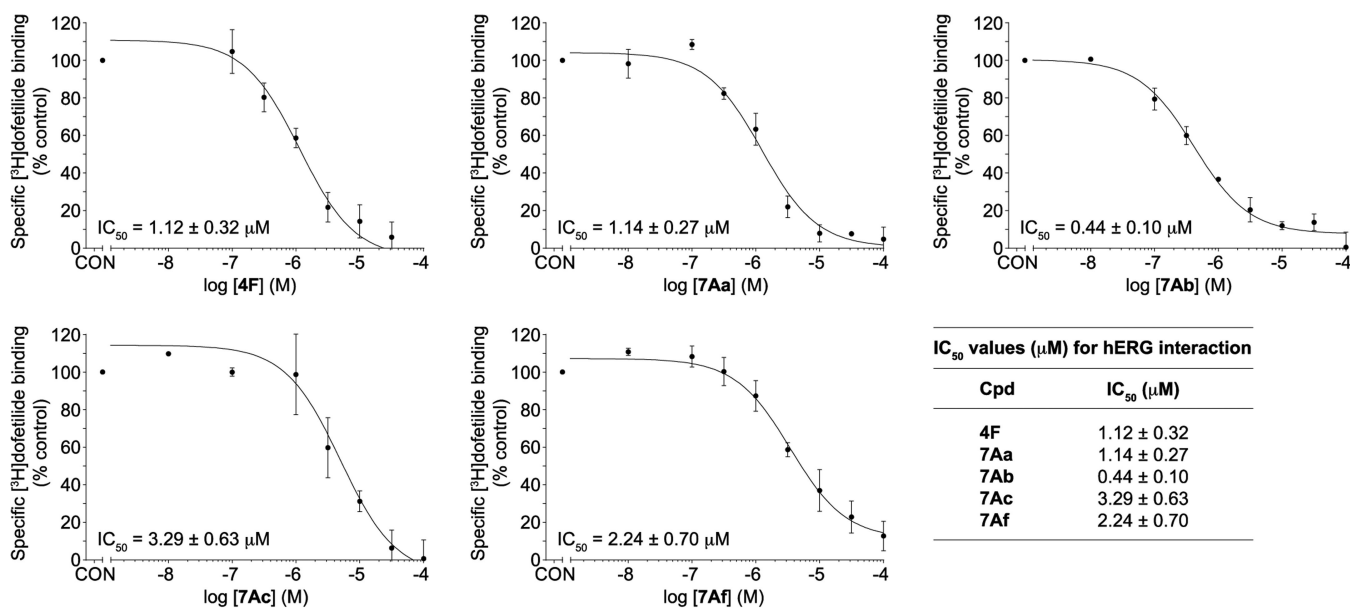 Specific [³H]dofetilide binding
(% control)
120
100
80
60
40
20
0
IC₅₀ = 1.12 ± 0.32 μM
CON
-8
-7
-6
-5
-4
log [4F] (M)
Specific [³H]dofetilide binding
(% control)
120
100
80
60
40
20
0
IC₅₀ = 1.14 ± 0.27 μM
CON
-8
-7
-6
-5
-4
log [7Aa] (M)
Specific [³H]dofetilide binding
(% control)
120
100
80
60
40
20
0
IC₅₀ = 0.44 ± 0.10 μM
CON
-8
-7
-6
-5
-4
log [7Ab] (M)
Specific [³H]dofetilide binding
(% control)
120
100
80
60
40
20
0
IC₅₀ = 3.29 ± 0.63 μM
CON
-8
-7
-6
-5
-4
log [7Ac] (M)
Specific [³H]dofetilide binding
(% control)
120
100
80
60
40
20
0
IC₅₀ = 2.24 ± 0.70 μM
CON
-8
-7
-6
-5
-4
log [7Af] (M)
IC₅₀ values (μM) for hERG interaction
Cpd IC₅₀ (μM)
4F 1.12 ± 0.32
7Aa 1.14 ± 0.27
7Ab 0.44 ± 0.10
7Ac 3.29 ± 0.63
7Af 2.24 ± 0.70